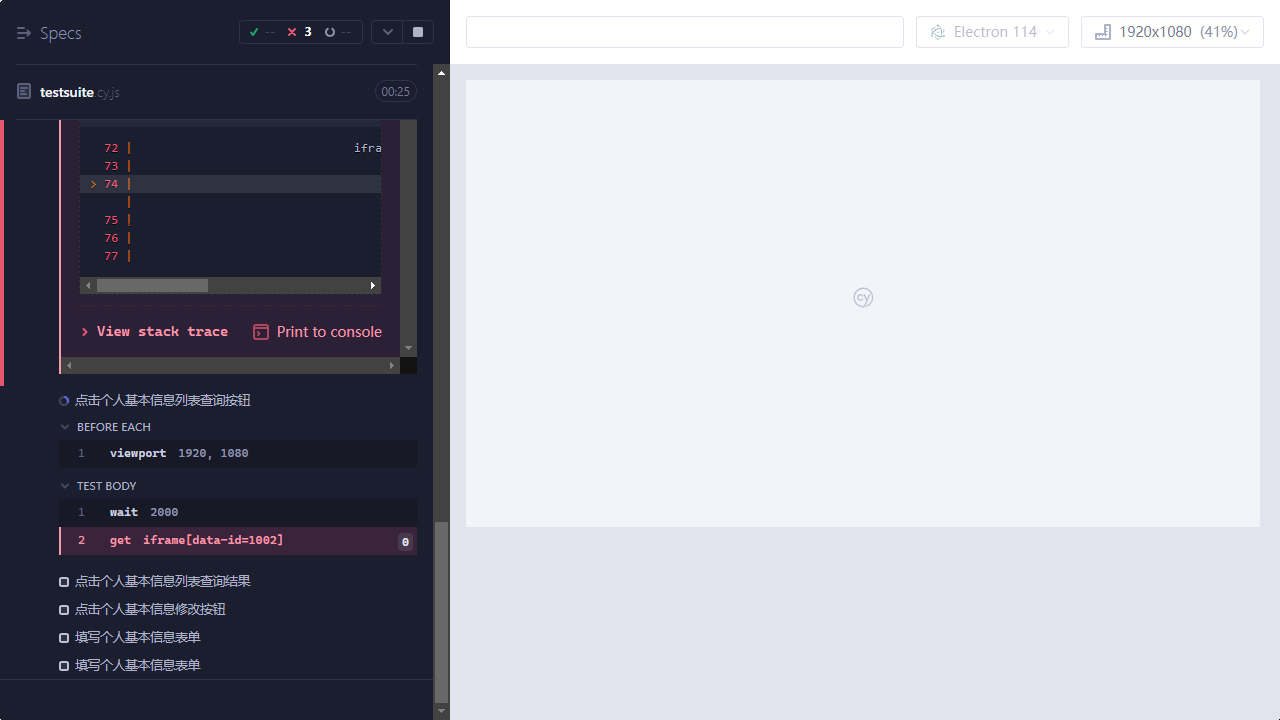 Specs
--
3
--
Electron 114
1920x1080 (41%)
testsuite.cy.js
00:25
72 | ifra
73 |
> 74 |
|
75 |
76 |
77 |
View stack trace
Print to console
点击个人基本信息列表查询按钮
BEFORE EACH
1 viewport 1920, 1080
TEST BODY
1 wait 2000
2 get iframe[data-id=1002] 0
点击个人基本信息列表查询结果
点击个人基本信息修改按钮
填写个人基本信息表单
填写个人基本信息表单
cy